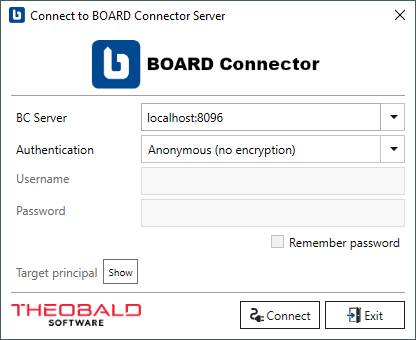 Connect to BOARD Connector Server
BOARD Connector
BC Server
localhost:8096
Authentication
Anonymous (no encryption)
Username
Password
Remember password
Target principal
Show
THEOBALD
SOFTWARE
Connect
Exit